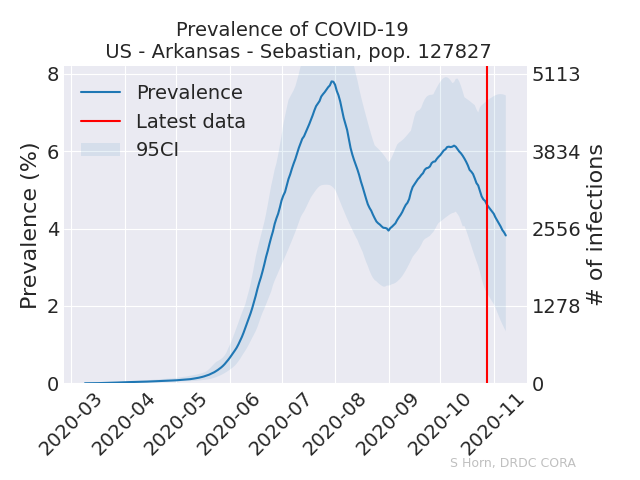 Prevalence of COVID-19
US - Arkansas - Sebastian, pop. 127827
Prevalence (%)
8
6
4
2
0
Prevalence
Latest data
95CI
5113
3834
2556
1278
0
# of infections
2020-03
2020-04
2020-05
2020-06
2020-07
2020-08
2020-09
2020-10
2020-11
S Horn, DRDC CORA